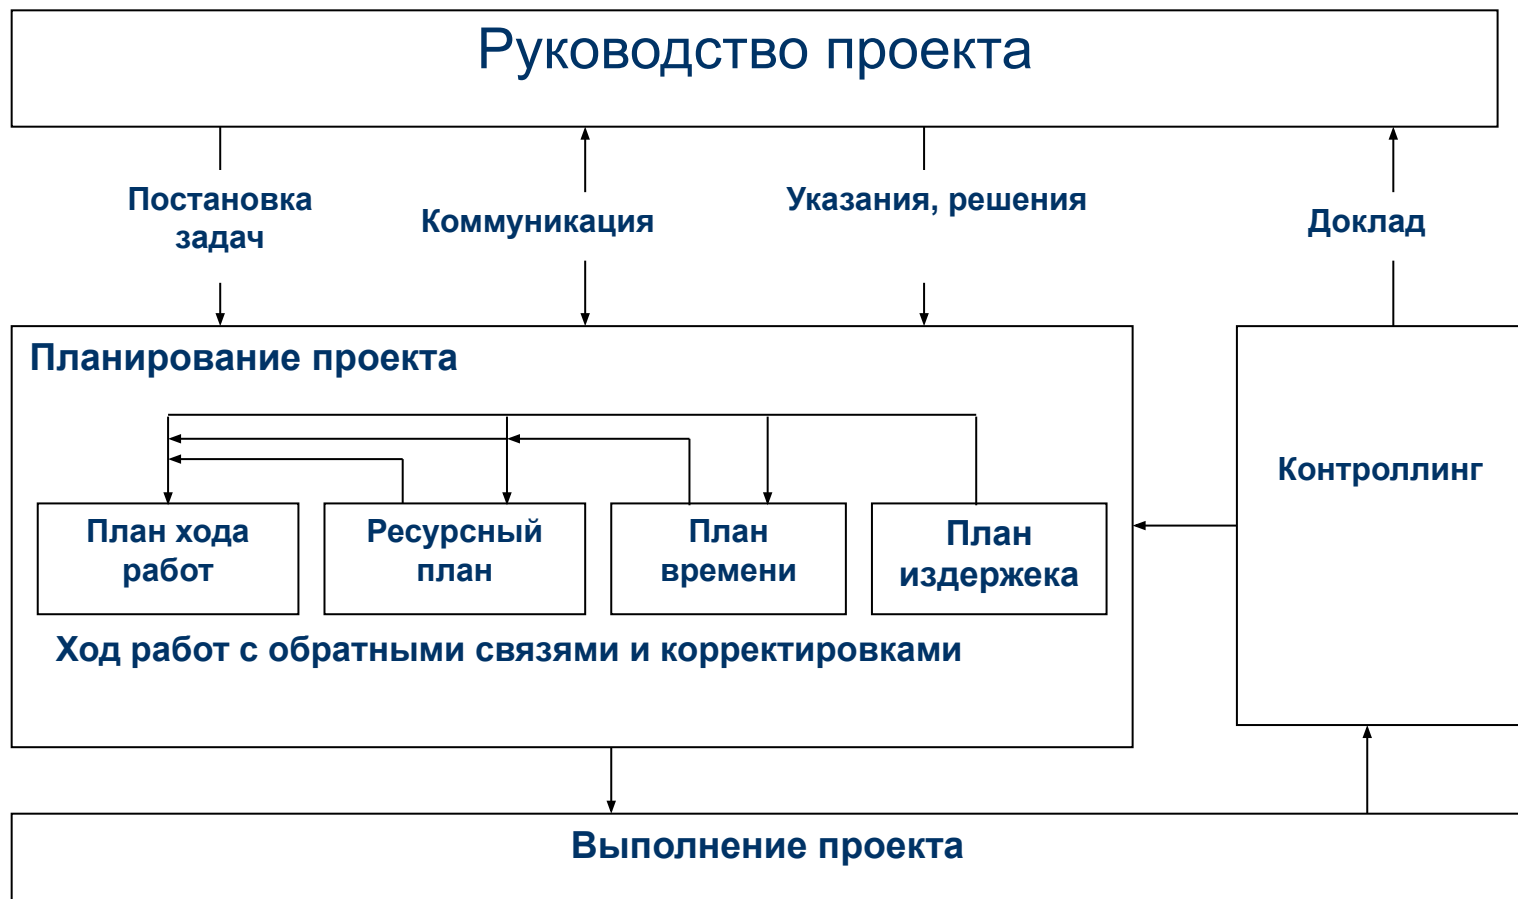 Руководство проекта
Постановка
задач
Коммуникация
Указания, решения
Доклад
Планирование проекта
План хода
работ
Ресурсный
план
План
времени
План
издержека
Ход работ с обратными связями и корректировками
Контроллинг
Выполнение проекта